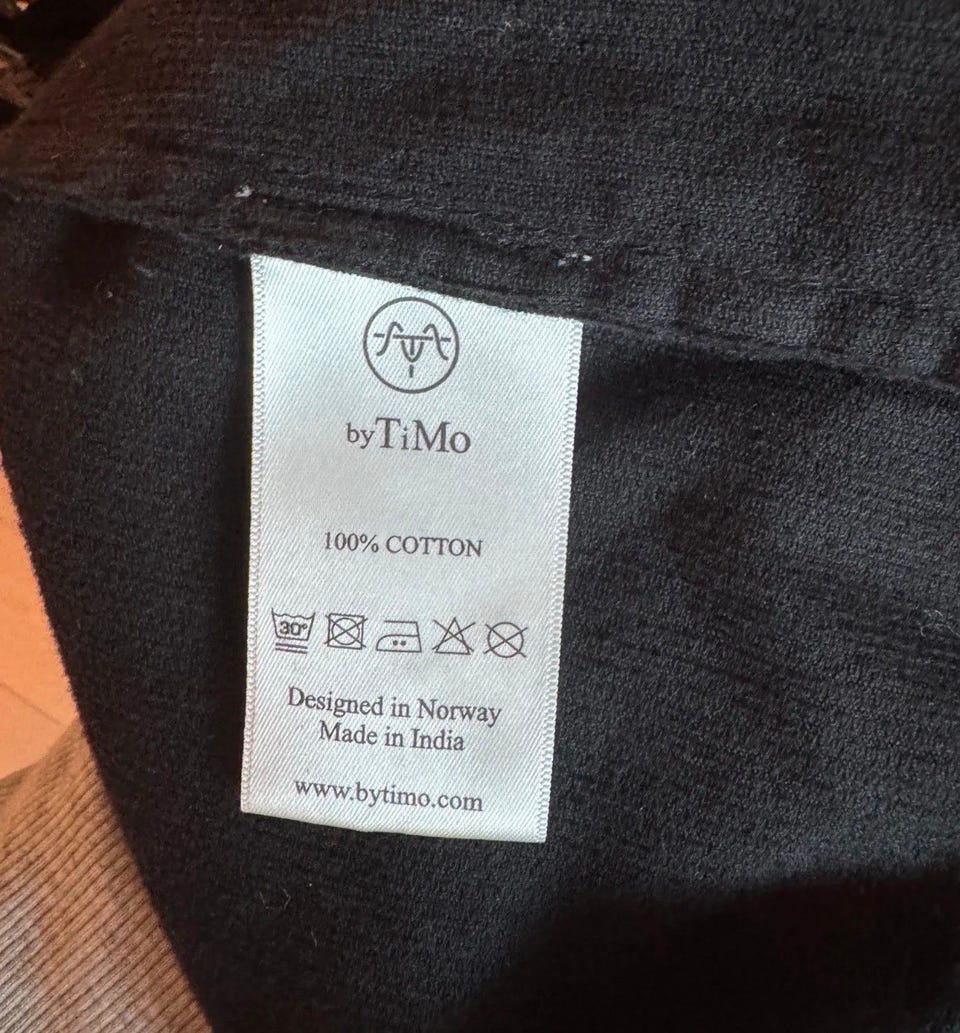 byTiMo
100% COTTON
30°
Designed in Norway
Made in India
www.bytimo.com